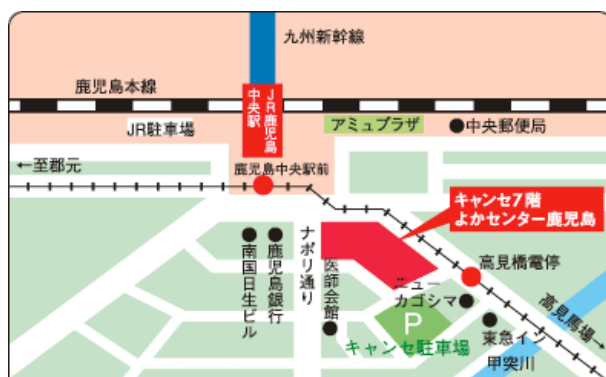 九州新幹線
鹿児島本線
JR鹿児島
中央駅
JR駐車場
アミュプラザ
●中央郵便局
←至郡元
鹿児島中央駅前
キャンセ7階
よかセンター鹿児島
高見橋電停
ナポリ通り
●鹿児島銀行
●南国日生ビル
医師会館●
ニュー
カゴシマ●
高見馬場→
P
キャンセ駐車場
●東急イン
甲突川